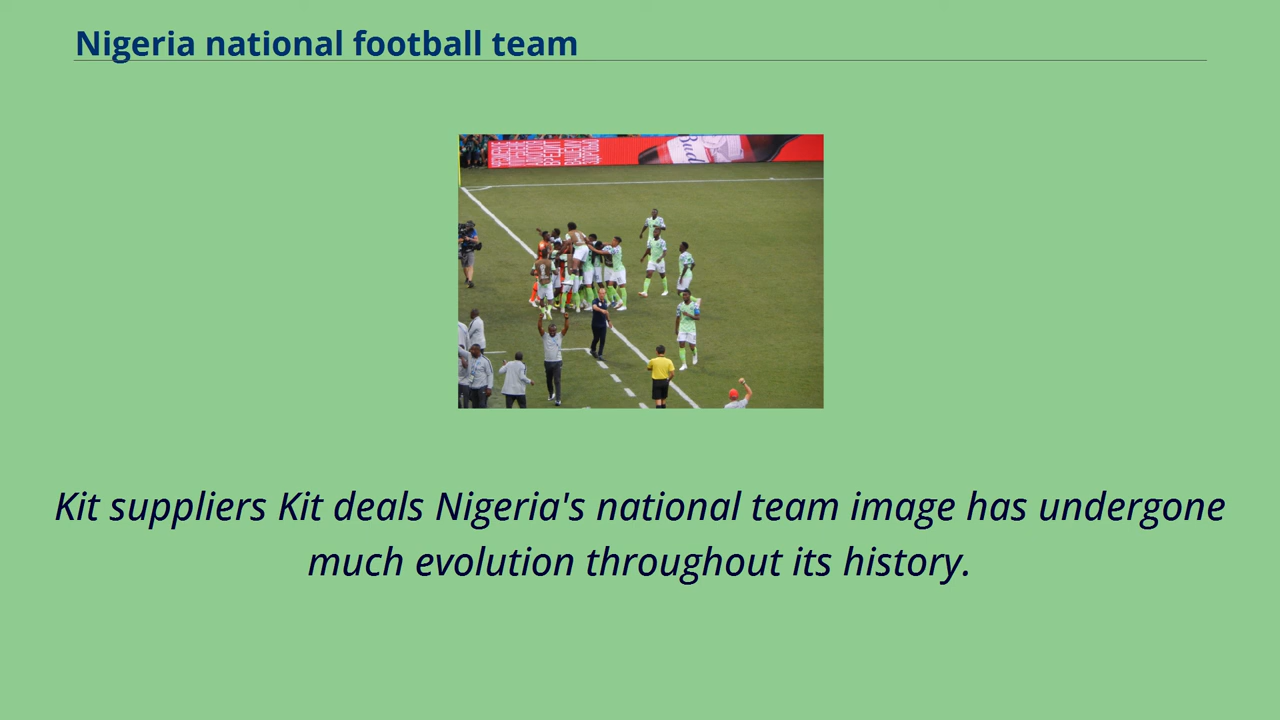 Nigeria national football team
Bud
Kit suppliers Kit deals Nigeria's national team image has undergone
much evolution throughout its history.